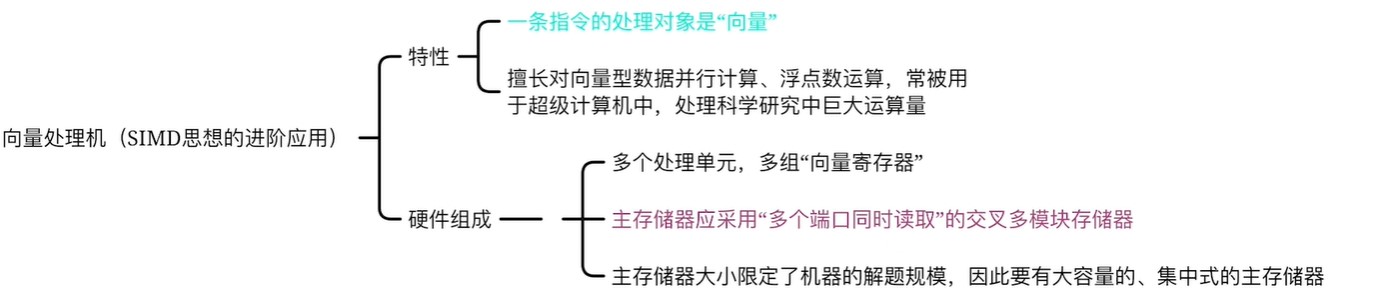 一条指令的处理对象是“向量”
特性
擅长对向量型数据并行计算、浮点数运算，常被用
于超级计算机中，处理科学研究中巨大运算量
向量处理机（SIMD思想的进阶应用）
多个处理单元，多组“向量寄存器”
硬件组成
主存储器应采用“多个端口同时读取”的交叉多模块存储器
主存储器大小限定了机器的解题规模，因此要有大容量的、集中式的主存储器